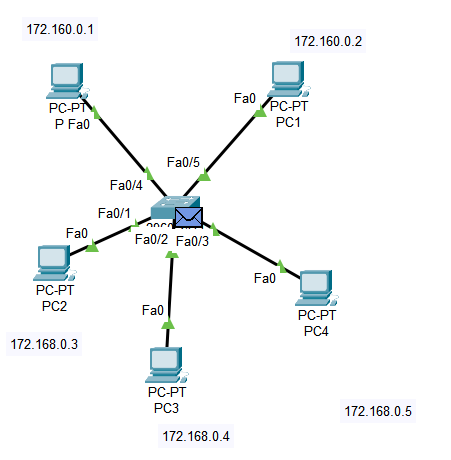 172.160.0.1
172.160.0.2
PC-PT
P Fa0
Fa0
PC-PT
PC1
Fa0/5
Fa0/4
Fa0/1
Fa0/2
Fa0/3
Fa0
PC-PT
PC2
Fa0
PC-PT
PC4
172.168.0.3
Fa0
PC-PT
PC3
172.168.0.5
172.168.0.4